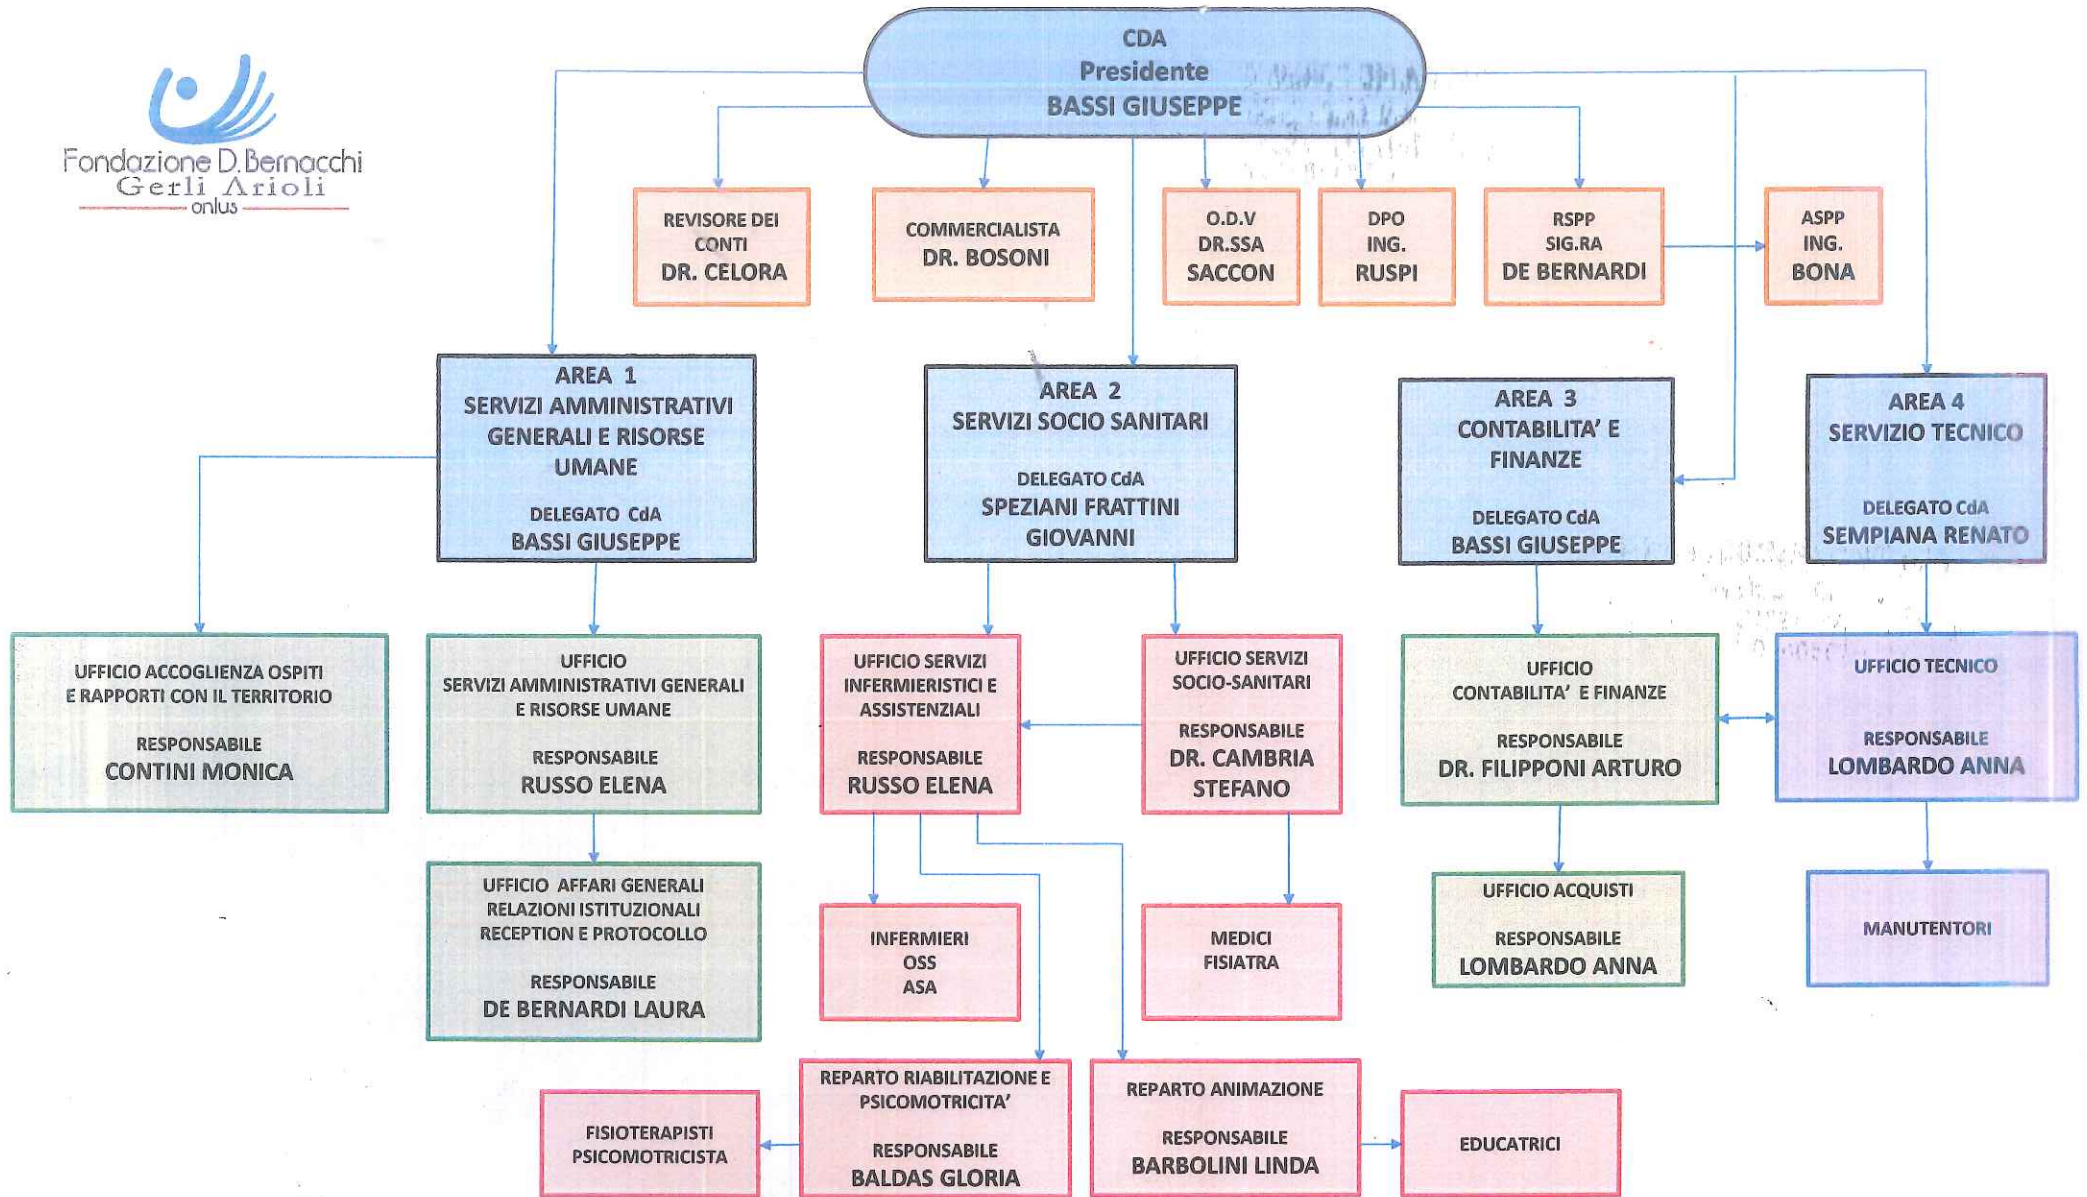 CDA
Presidente
BASSI GIUSEPPE
Fondazione D.Bernacchi
Gerli Arioli
onlus
REVISORE DEI
CONTI
DR. CELORA
COMMERCIALISTA
DR. BOSONI
O.D.V
DR.SSA
SACCON
DPO
ING.
RUSPI
RSPP
SIG.RA
DE BERNARDI
ASPP
ING.
BONA
AREA 1
SERVIZI AMMINISTRATIVI
GENERALI E RISORSE
UMANE
DELEGATO CdA
BASSI GIUSEPPE
AREA 2
SERVIZI SOCIO SANITARI
DELEGATO CdA
SPEZIANI FRATTINI
GIOVANNI
AREA 3
CONTABILITA' E
FINANZE
DELEGATO CdA
BASSI GIUSEPPE
AREA 4
SERVIZIO TECNICO
DELEGATO CdA
SEMPIANA RENATO
UFFICIO ACCOGLIENZA OSPITI
E RAPPORTI CON IL TERRITORIO
RESPONSABILE
CONTINI MONICA
UFFICIO
SERVIZI AMMINISTRATIVI GENERALI
E RISORSE UMANE
RESPONSABILE
RUSSO ELENA
UFFICIO SERVIZI
INFERMIERISTICI E
ASSISTENZIALI
RESPONSABILE
RUSSO ELENA
UFFICIO SERVIZI
SOCIO-SANITARI
RESPONSABILE
DR. CAMBRIA
STEFANO
UFFICIO
CONTABILITA' E FINANZE
RESPONSABILE
DR. FILIPPONI ARTURO
UFFICIO TECNICO
RESPONSABILE
LOMBARDO ANNA
UFFICIO AFFARI GENERALI
RELAZIONI ISTITUZIONALI
RECEPTION E PROTOCOLLO
RESPONSABILE
DE BERNARDI LAURA
INFERMIERI
OSS
ASA
MEDICI
FISIATRA
UFFICIO ACQUISTI
RESPONSABILE
LOMBARDO ANNA
MANUTENTORI
FISIOTERAPISTI
PSICOMOTRICISTA
REPARTO RIABILITAZIONE E
PSICOMOTRICITA'
RESPONSABILE
BALDAS GLORIA
REPARTO ANIMAZIONE
RESPONSABILE
BARBOLINI LINDA
EDUCATRICI